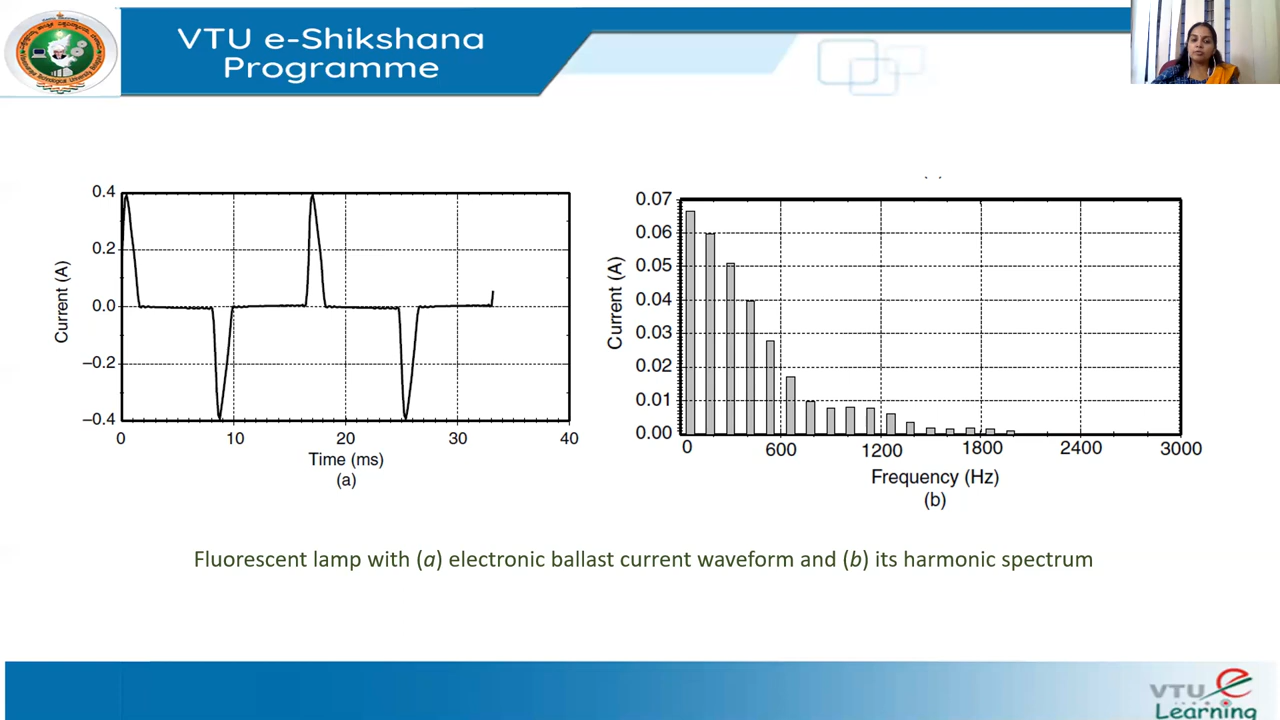 VTU e-Shikshana
Programme
0.4
0.2
0.0
–0.2
–0.4
Current (A)
0
10
20
30
40
Time (ms)
(a)
0.07
0.06
0.05
0.04
0.03
0.02
0.01
0.00
Current (A)
0
600
1200
1800
2400
3000
Frequency (Hz)
(b)
Fluorescent lamp with (a) electronic ballast current waveform and (b) its harmonic spectrum
VTU e
Learning